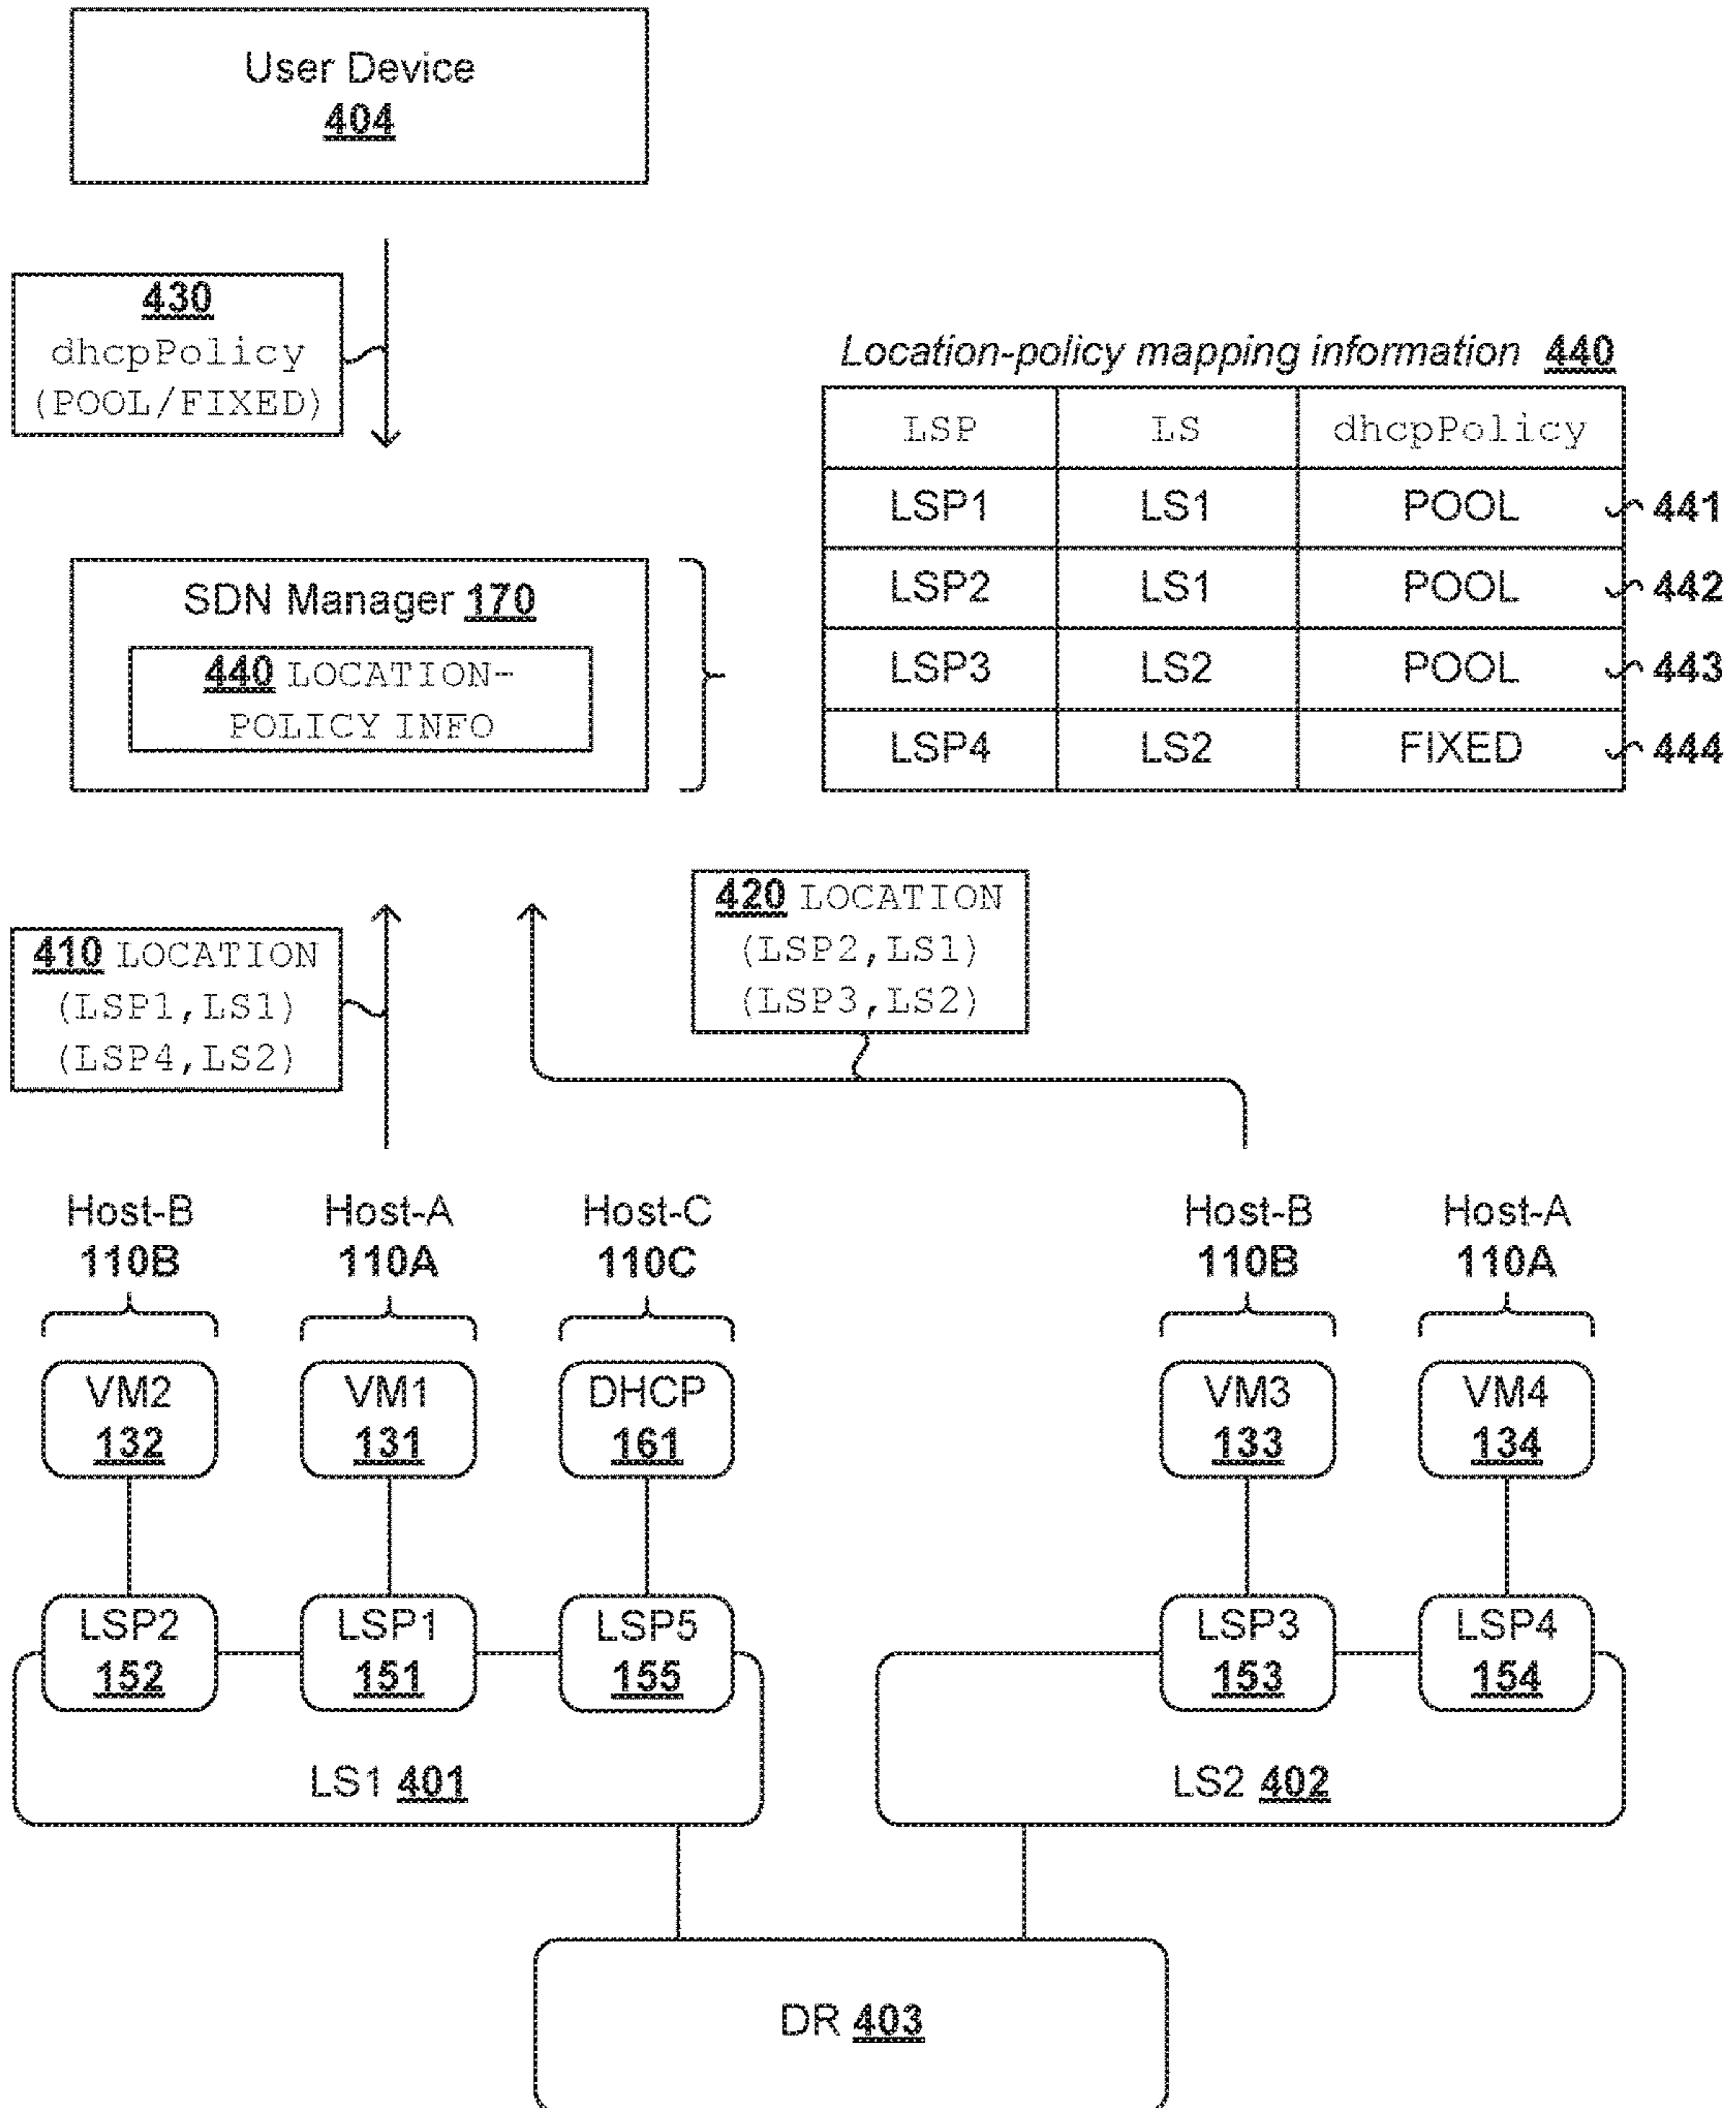 User Device
404
430
dhcpPolicy
(POOL/FIXED)
Location-policy mapping information 440
LSP LS dhcpPolicy
LSP1 LS1 POOL 441
LSP2 LS1 POOL 442
LSP3 LS2 POOL 443
LSP4 LS2 FIXED 444
SDN Manager 170
440 LOCATION-
POLICY INFO
410 LOCATION
(LSP1,LS1)
(LSP4,LS2)
420 LOCATION
(LSP2,LS1)
(LSP3,LS2)
Host-B
110B
Host-A
110A
Host-C
110C
Host-B
110B
Host-A
110A
VM2
132
VM1
131
DHCP
161
VM3
133
VM4
134
LSP2
152
LSP1
151
LSP5
155
LSP3
153
LSP4
154
LS1 401
LS2 402
DR 403